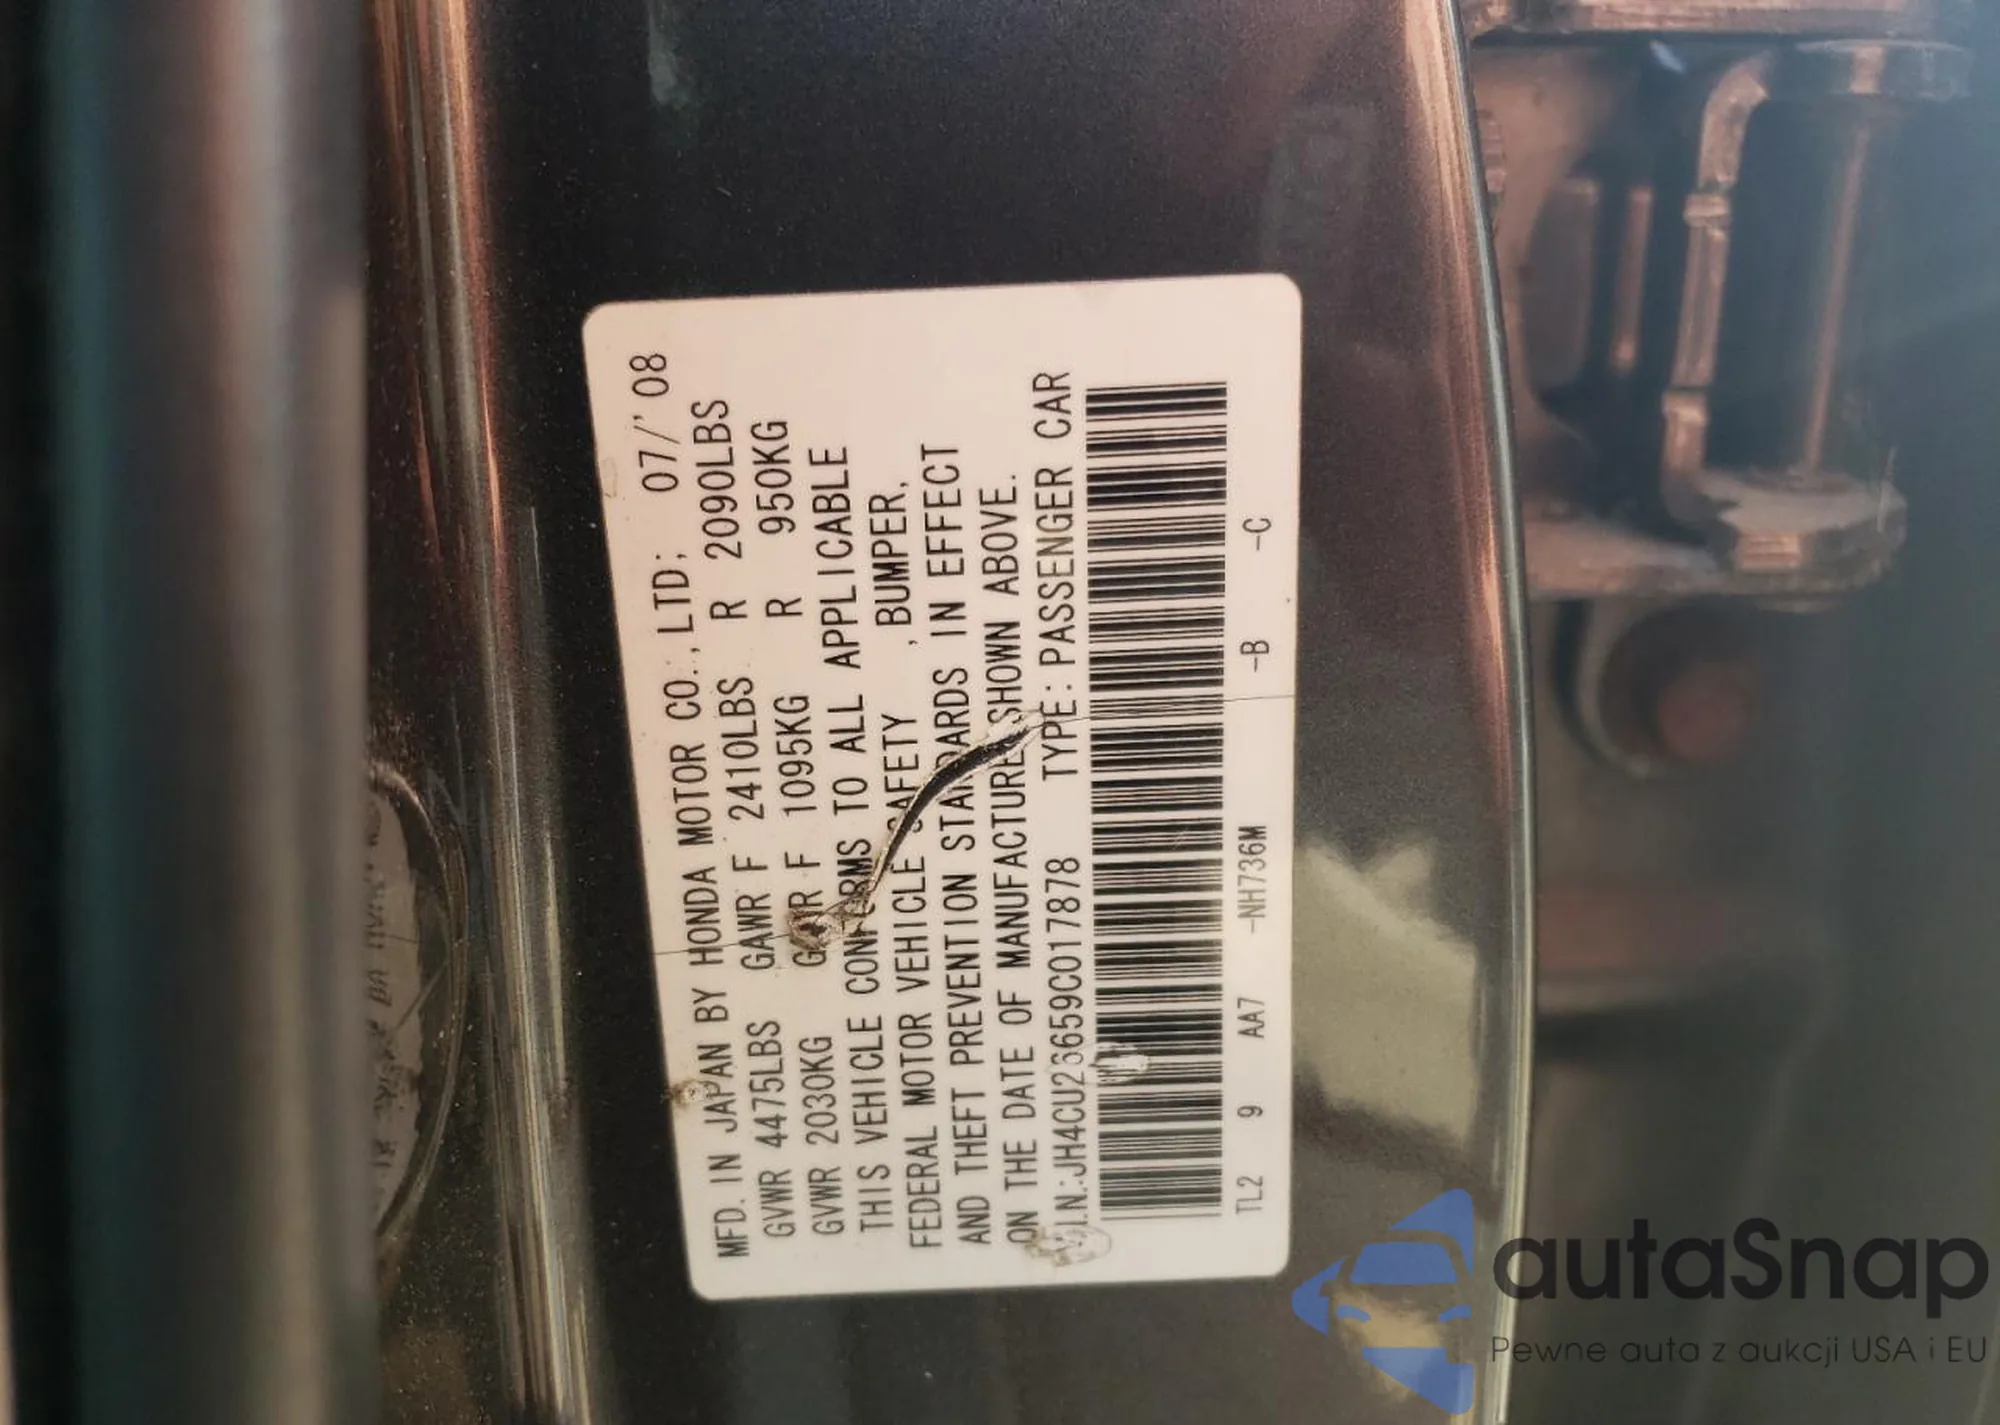 MFD. IN JAPAN BY HONDA MOTOR CO., LTD; 07/'08
GVWR 4475LBS GAWR F 2410LBS R 2090LBS
GVWR 2030KG GAWR F 1095KG R 950KG
THIS VEHICLE CONFORMS TO ALL APPLICABLE
FEDERAL MOTOR VEHICLE SAFETY , BUMPER,
AND THEFT PREVENTION STANDARDS IN EFFECT
ON THE DATE OF MANUFACTURE SHOWN ABOVE.
V.I.N.:JH4CU26659C017878 TYPE:PASSENGER CAR
TL2 9 AA7 -NH736M -B -C
autaSnap
Pewne auta z aukcji USA i EU